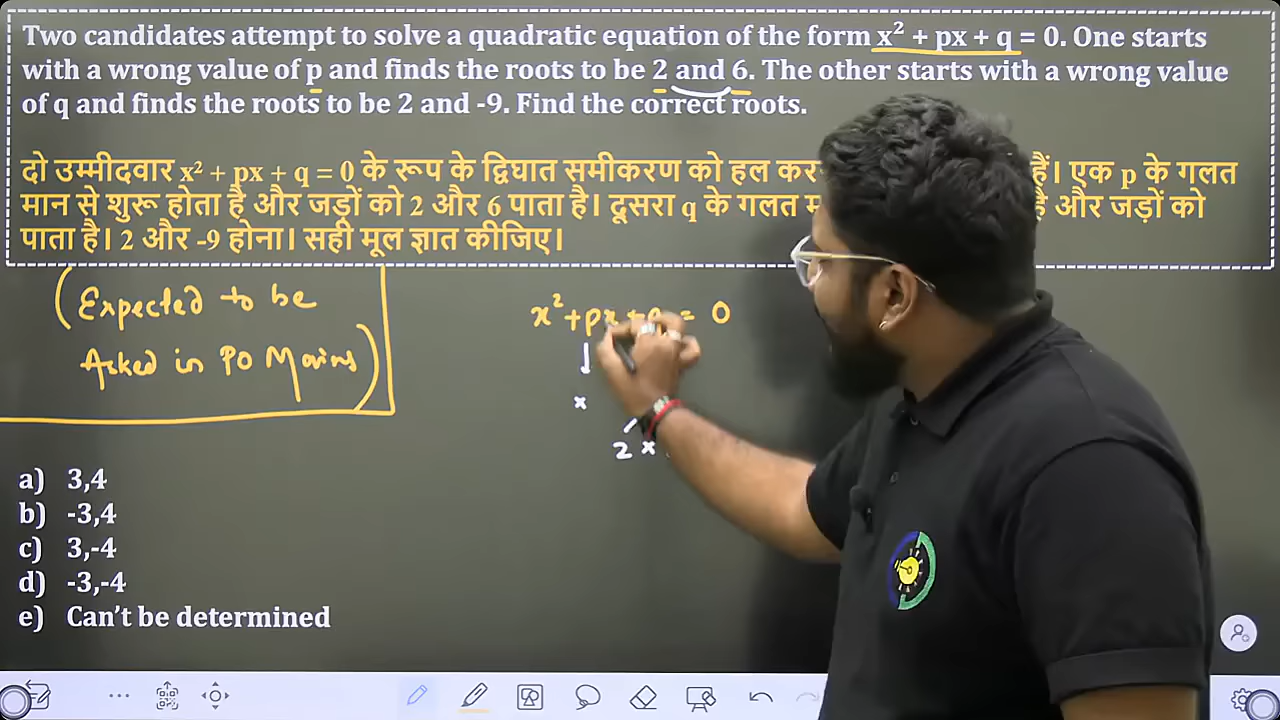 Two candidates attempt to solve a quadratic equation of the form x² + px + q = 0. One starts
with a wrong value of p and finds the roots to be 2 and 6. The other starts with a wrong value
of q and finds the roots to be 2 and -9. Find the correct roots.
दो उम्मीदवार x² + px + q = 0 के रूप के द्विघात समीकरण को हल कर हैं। एक p के गलत
मान से शुरू होता है और जड़ों को 2 और 6 पाता है। दूसरा q के गलत है और जड़ों को
पाता है। 2 और -9 होना। सही मूल ज्ञात कीजिए।
(Expected to be
Asked in PO Mains)
x² + px + q = 0
x
2 x
a) 3,4
b) -3,4
c) 3,-4
d) -3,-4
e) Can't be determined